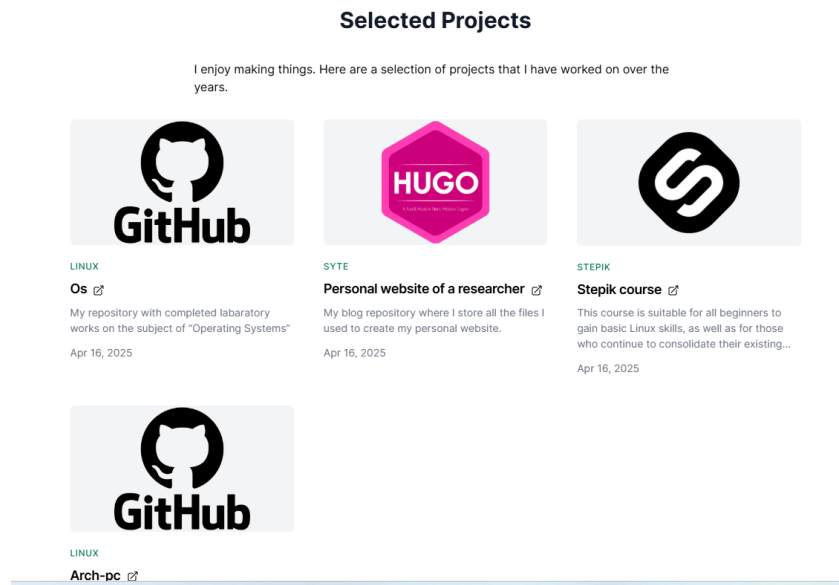 Selected Projects
I enjoy making things. Here are a selection of projects that I have worked on over the
years.
GitHub
HUGO
LINUX
Os
My repository with completed labaratory
works on the subject of “Operating Systems”
Apr 16, 2025
SYTE
Personal website of a researcher
My blog repository where I store all the files I
used to create my personal website.
Apr 16, 2025
STEPIK
Stepik course
This course is suitable for all beginners to
gain basic Linux skills, as well as for those
who continue to consolidate their existing...
Apr 16, 2025
GitHub
LINUX
Arch-pc